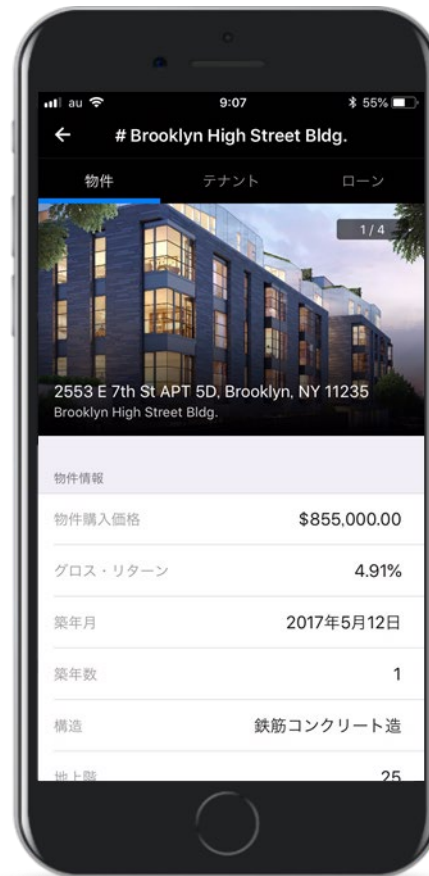 au
9:07
55%
# Brooklyn High Street Bldg.
物件
テナント
ローン
1 / 4
2553 E 7th St APT 5D, Brooklyn, NY 11235
Brooklyn High Street Bldg.
物件情報
物件購入価格 $855,000.00
グロス・リターン 4.91%
築年月 2017年5月12日
築年数 1
構造 鉄筋コンクリート造
地上階 25